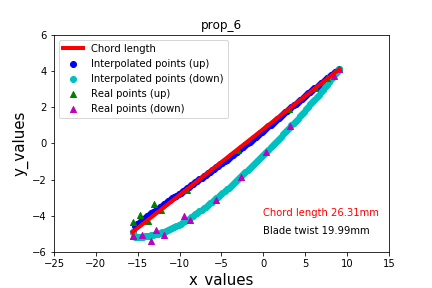 prop_6
y_values
6
4
2
0
−2
−4
−6
Chord length
Interpolated points (up)
Interpolated points (down)
Real points (up)
Real points (down)
Chord length 26.31mm
Blade twist 19.99mm
−25 −20 −15 −10 −5 0 5 10 15
x_values